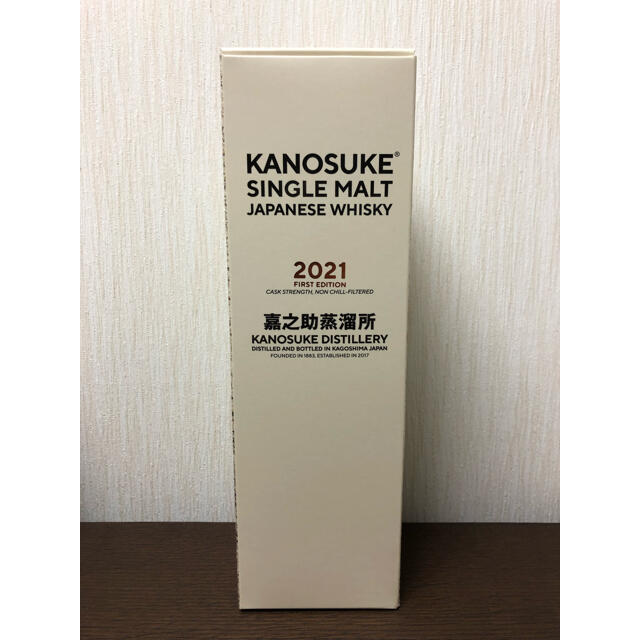 KANOSUKE®
SINGLE MALT
JAPANESE WHISKY
2021
FIRST EDITION
CASK STRENGTH, NON CHILL-FILTERED
嘉之助蒸溜所
KANOSUKE DISTILLERY
DISTILLED AND BOTTLED IN KAGOSHIMA JAPAN
FOUNDED IN 1883, ESTABLISHED IN 2017